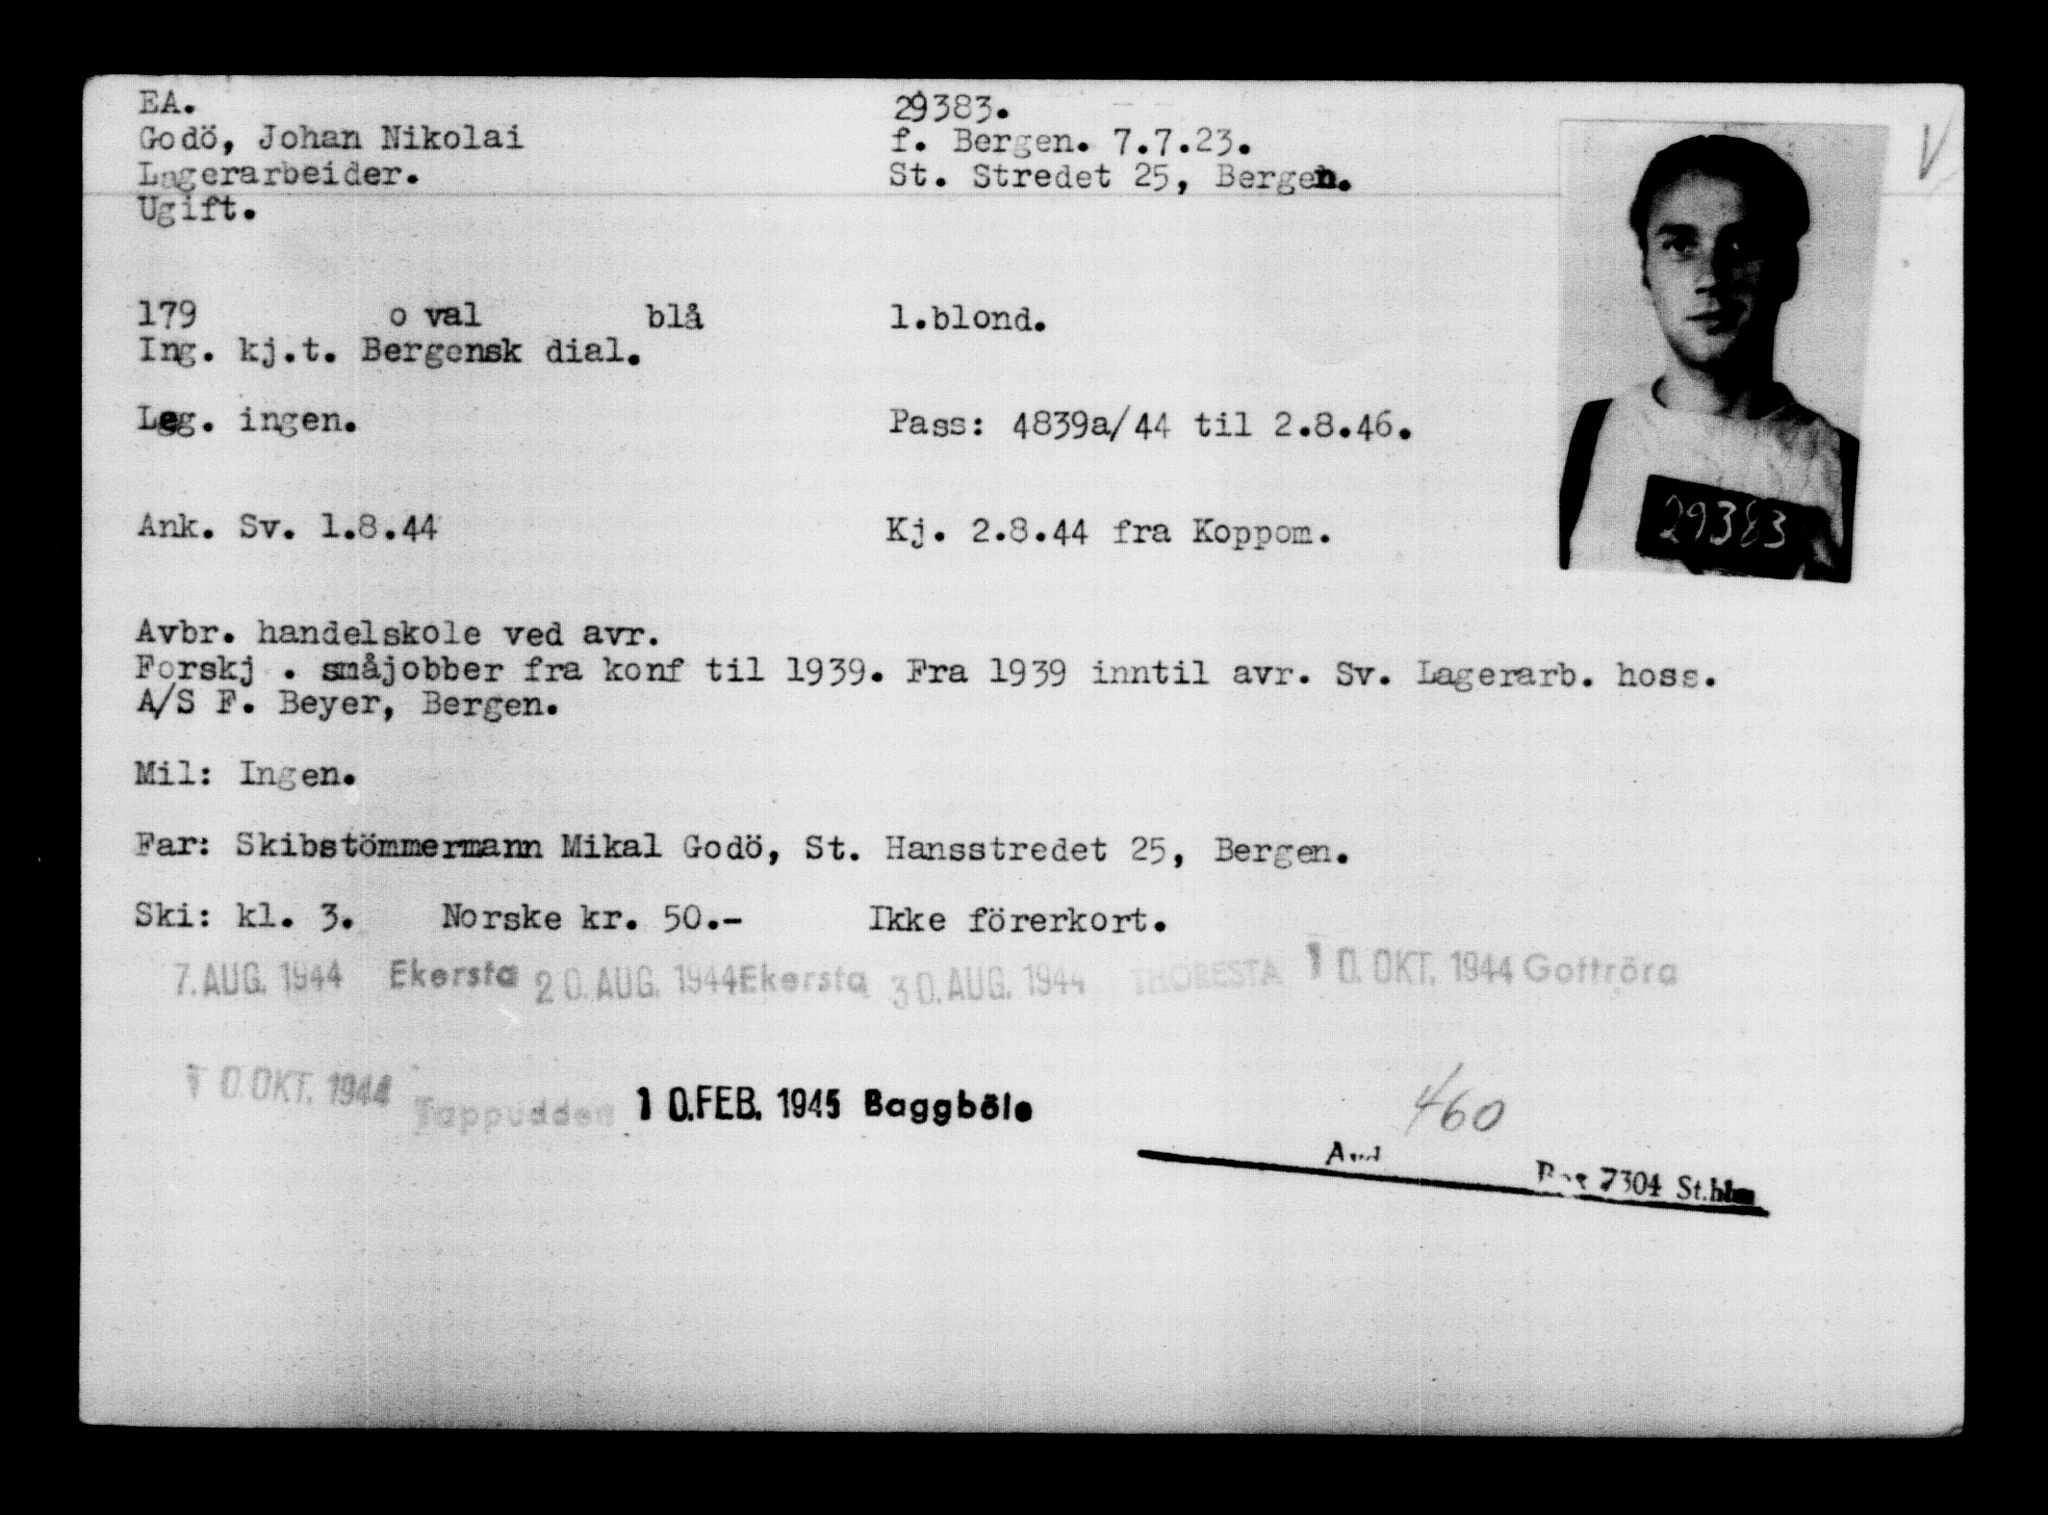 EA. 29383.
Godö, Johan Nikolai f. Bergen. 7.7.23.
Lagerarbeider. St. Stredet 25, Bergen.
Ugift.
179 o val blå l.blond.
Ing. kj.t. Bergensk dial.
Leg. ingen. Pass: 4839a/44 til 2.8.46.
29383
Ank. Sv. 1.8.44 Kj. 2.8.44 fra Koppom.
Avbr. handelskole ved avr.
Forskj . småjobber fra konf til 1939. Fra 1939 inntil avr. Sv. Lagerarb. hoss.
A/S F. Beyer, Bergen.
Mil: Ingen.
Far: Skibstömmermann Mikal Godö, St. Hansstredet 25, Bergen.
Ski: kl. 3. Norske kr. 50.- Ikke förerkort.
7. AUG. 1944 Ekersta 20. AUG. 1944 Ekersta 30. AUG. 1944 THORESTA 10. OKT. 1944 Gottröra
10. OKT. 1944 Tappudden 10. FEB. 1945 Baggböle
460
7304 St.hlm